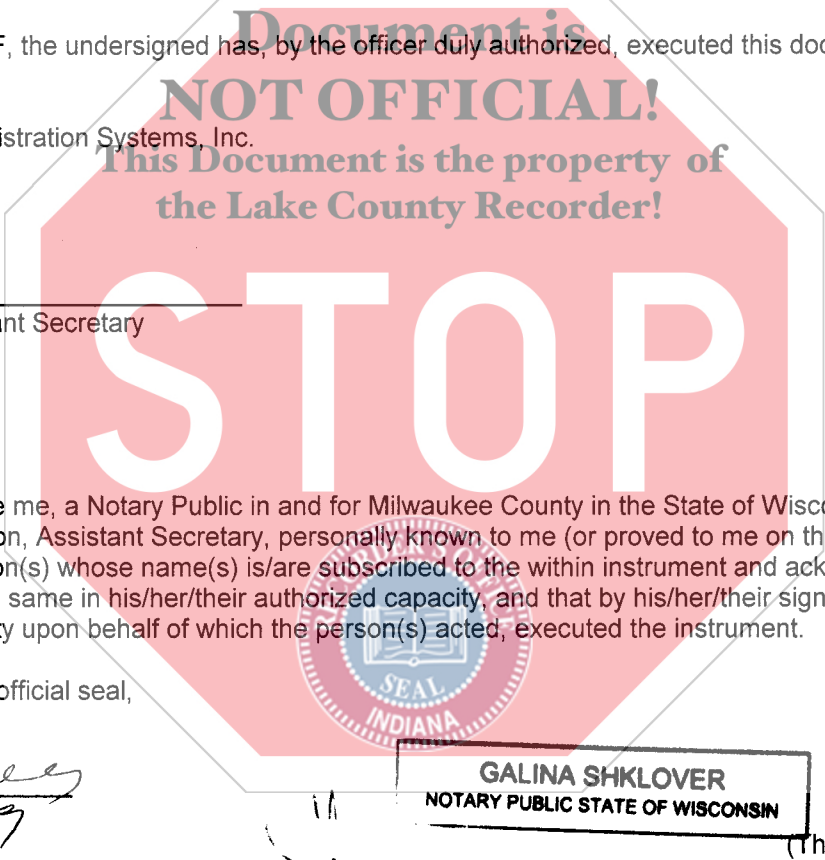 Document is
F, the undersigned has, by the officer duly authorized, executed this doc
NOT OFFICIAL!
istration Systems, Inc.
This Document is the property of
the Lake County Recorder!
STOP
nt Secretary
e me, a Notary Public in and for Milwaukee County in the State of Wisco
on, Assistant Secretary, personally known to me (or proved to me on th
on(s) whose name(s) is/are subscribed to the within instrument and ack
same in his/her/their authorized capacity, and that by his/her/their sign
y upon behalf of which the person(s) acted, executed the instrument.
official seal,
RECORDER'S OFFICE
SEAL
INDIANA
GALINA SHKLOVER
NOTARY PUBLIC STATE OF WISCONSIN
(Th